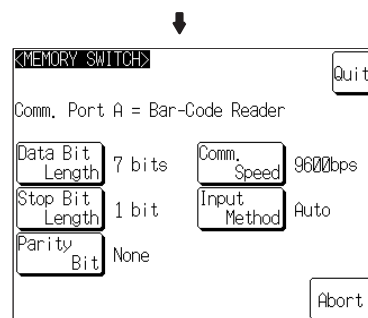 <MEMORY SWITCH>
Quit
Comm. Port A = Bar-Code Reader
Data Bit Length 7 bits
Comm. Speed 9600bps
Stop Bit Length 1 bit
Input Method Auto
Parity Bit None
Abort